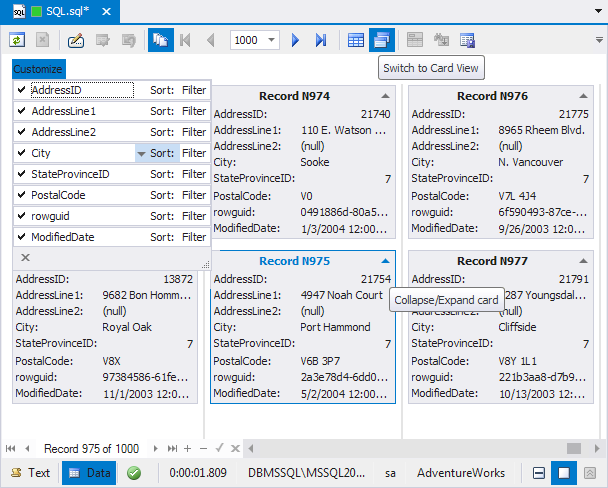 SQL.sql*
1000
Switch to Card View
Customize
AddressID Sort: Filter
AddressLine1 Sort: Filter
AddressLine2 Sort: Filter
City Sort: Filter
StateProvinceID Sort: Filter
PostalCode Sort: Filter
rowguid Sort: Filter
ModifiedDate Sort: Filter
AddressID: 13872
AddressLine1: 9682 Bon Homm...
AddressLine2: (null)
City: Royal Oak
StateProvinceID: 7
PostalCode: V8X
rowguid: 97384586-61fe...
ModifiedDate: 11/1/2003 12:0...
Record N974
AddressID: 21740
AddressLine1: 110 E. Watson ...
AddressLine2: (null)
City: Sooke
StateProvinceID: 7
PostalCode: V0
rowguid: 0491886d-80a5...
ModifiedDate: 1/3/2004 12:00...
Record N975
AddressID: 21754
AddressLine1: 4947 Noah Court
AddressLine2: (null)
City: Port Hammond
StateProvinceID: 7
PostalCode: V6B 3P7
rowguid: 2a3e78d4-6dd0...
ModifiedDate: 5/2/2004 12:00...
Record N976
AddressID: 21775
AddressLine1: 8965 Rheem Blvd.
AddressLine2: (null)
City: N. Vancouver
StateProvinceID: 7
PostalCode: V7L 4J4
rowguid: 6f590493-87ce-...
ModifiedDate: 9/26/2003 12:0...
Record N977
AddressID: 21791
Collapse/Expand card
287 Youngsdal...
AddressLine2: (null)
City: Cliffside
StateProvinceID: 7
PostalCode: V8Y 1L1
rowguid: 221b3aa8-d7b9...
ModifiedDate: 10/13/2003 12:...
Record 975 of 1000
Text Data 0:00:01.809 DBMSSQL\MSSQL20... sa AdventureWorks